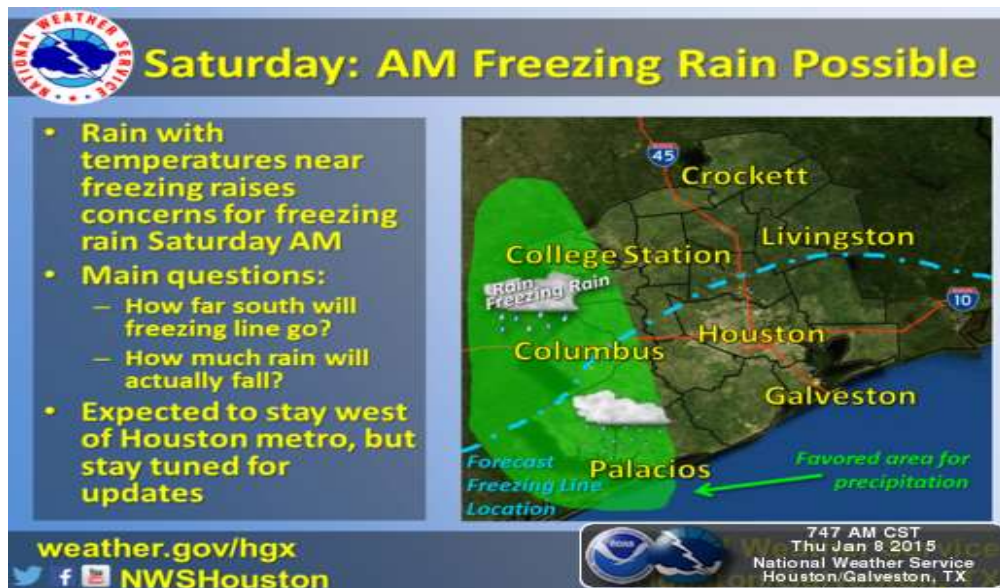 NATIONAL WEATHER SERVICE
Saturday: AM Freezing Rain Possible
• Rain with
temperatures near
freezing raises
concerns for freezing
rain Saturday AM
• Main questions:
– How far south will
freezing line go?
– How much rain will
actually fall?
• Expected to stay west
of Houston metro, but
stay tuned for
updates
45
Crockett
Livingston
College Station
Rain
Freezing Rain
10
Houston
Columbus
Galveston
Palacios
Forecast
Freezing Line
Location
Favored area for
precipitation
weather.gov/hgx
NWSHouston
NOAA
747 AM CST
Thu Jan 8 2015
National Weather Service
Houston/Galveston, TX